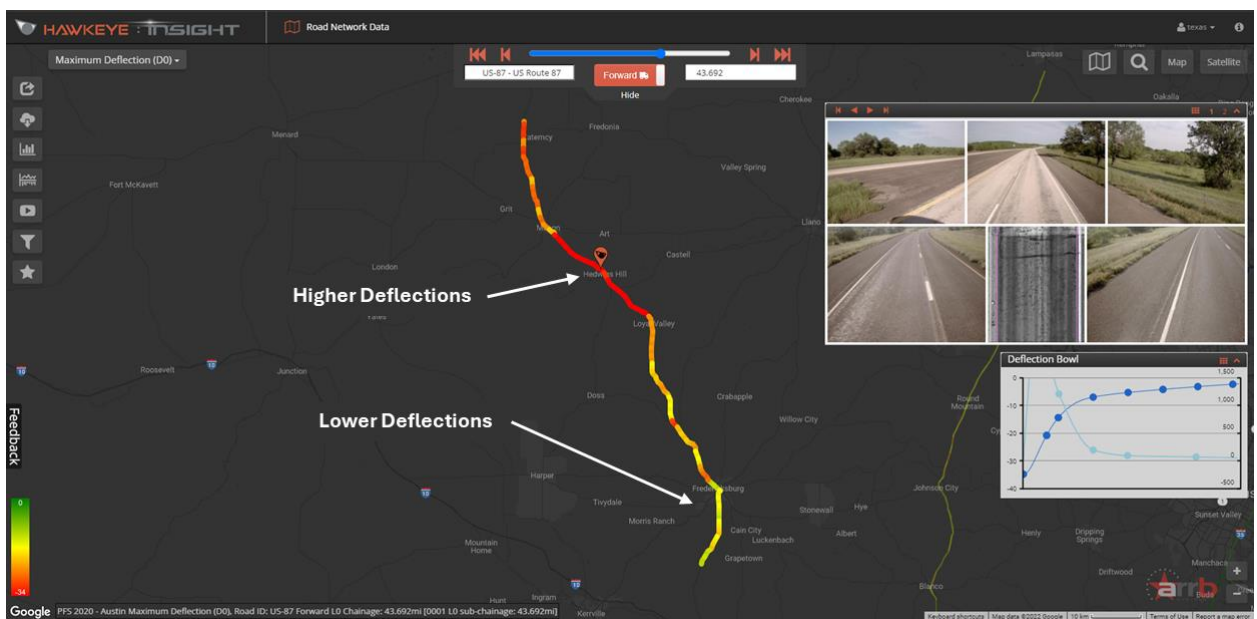 HAWKEYE : INSIGHT
Road Network Data
texas
Maximum Deflection (D0)
US-87 - US Route 87
Forward
43.692
Hide
Map
Satellite
Lampasas
Oakalla
Cherokee
Fredonia
Menard
Valley Spring
Fort McKavett
Grit
Llano
Art
Castell
London
Hedwigs Hill
Higher Deflections
Loyal Valley
Roosevelt
Junction
10
Doss
Crabapple
Willow City
Round
Mountain
Lower Deflections
Feedback
Harper
Fredericksburg
Johnson City
Tivydale
Stonewall
Hye
Morris Ranch
Cain City
Albert
Luckenbach
Mountain
Home
Grapetown
Blanco
Hunt
Ingram
Kerrville
1 2
Deflection Bowl
0
-10
-20
-30
-40
1,500
1,000
500
0
-500
Sunset Valley
Henly
Dripping
Springs
Manchaca
Driftwood
Buda
arrb
0
-34
Google
PFS 2020 - Austin Maximum Deflection (D0), Road ID: US-87 Forward L0 Chainage: 43.692mi [0001 L0 sub-chainage: 43.692mi]
Keyboard shortcuts
Map data ©2022 Google
10 km
Terms of Use
Report a map error